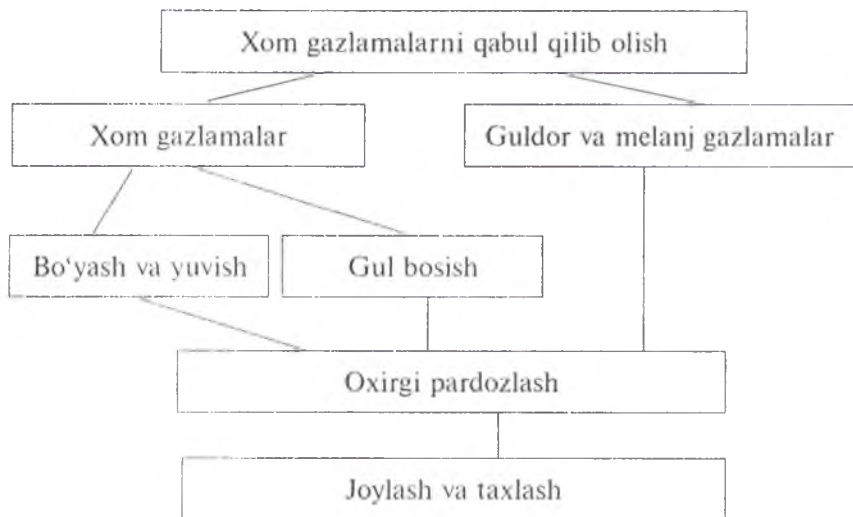 Xom gazlamalarni qabul qilib olish
Xom gazlamalar
Guldor va melanj gazlamalar
Bo‘yash va yuvish
Gul bosish
Oxirgi pardozlash
Joylash va taxlash